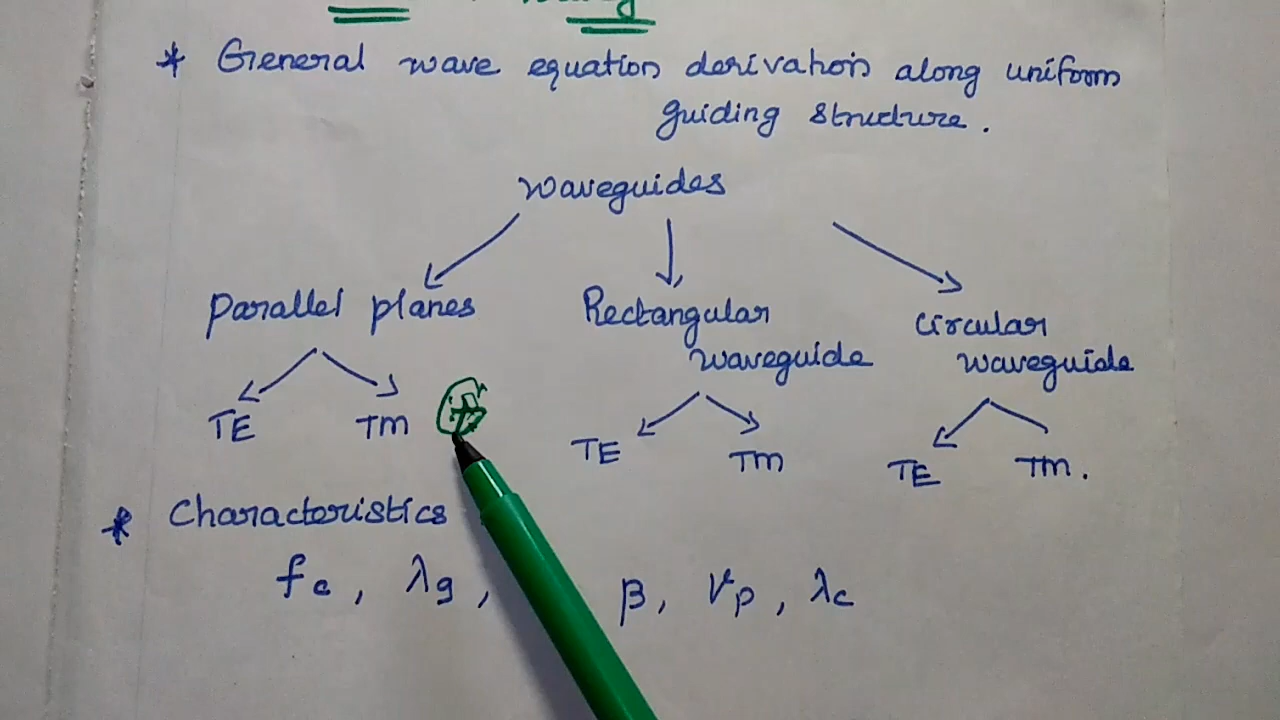 * General wave equation derivation along uniform
guiding structure.
Waveguides
Parallel planes
Rectangular waveguide
Circular waveguide
TE TM
TE TM
TE TM.
* Characteristics
fc, λg, β, Vp, λc